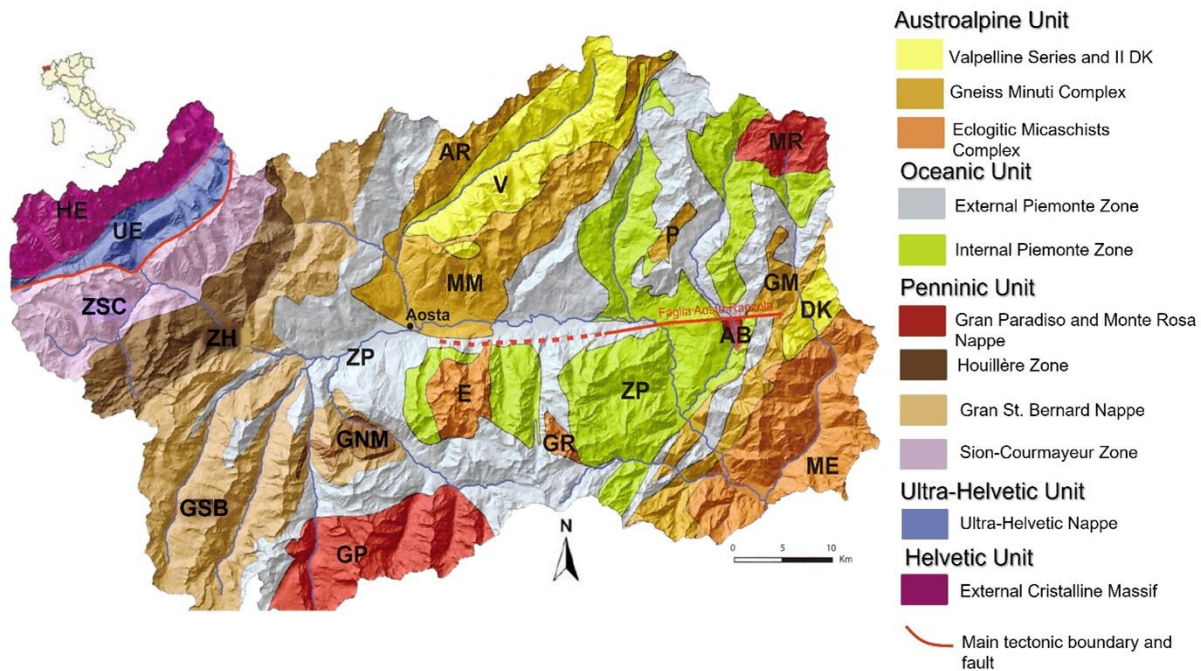 Austroalpine Unit
Valpelline Series and II DK
Gneiss Minuti Complex
Eclogitic Micaschists
Complex
Oceanic Unit
External Piemonte Zone
Internal Piemonte Zone
Penninic Unit
Gran Paradiso and Monte Rosa
Nappe
Houillère Zone
Gran St. Bernard Nappe
Sion-Courmayeur Zone
Ultra-Helvetic Unit
Ultra-Helvetic Nappe
Helvetic Unit
External Cristalline Massif
Main tectonic boundary and
fault
AR
MR
V
HE
UE
P
MM
GM
ZSC
DK
Aosta
Faglia Aosta-Ranzola
AB
ZH
ZP
E
ZP
GNM
GR
ME
GSB
GP
N
0 5 10
Km